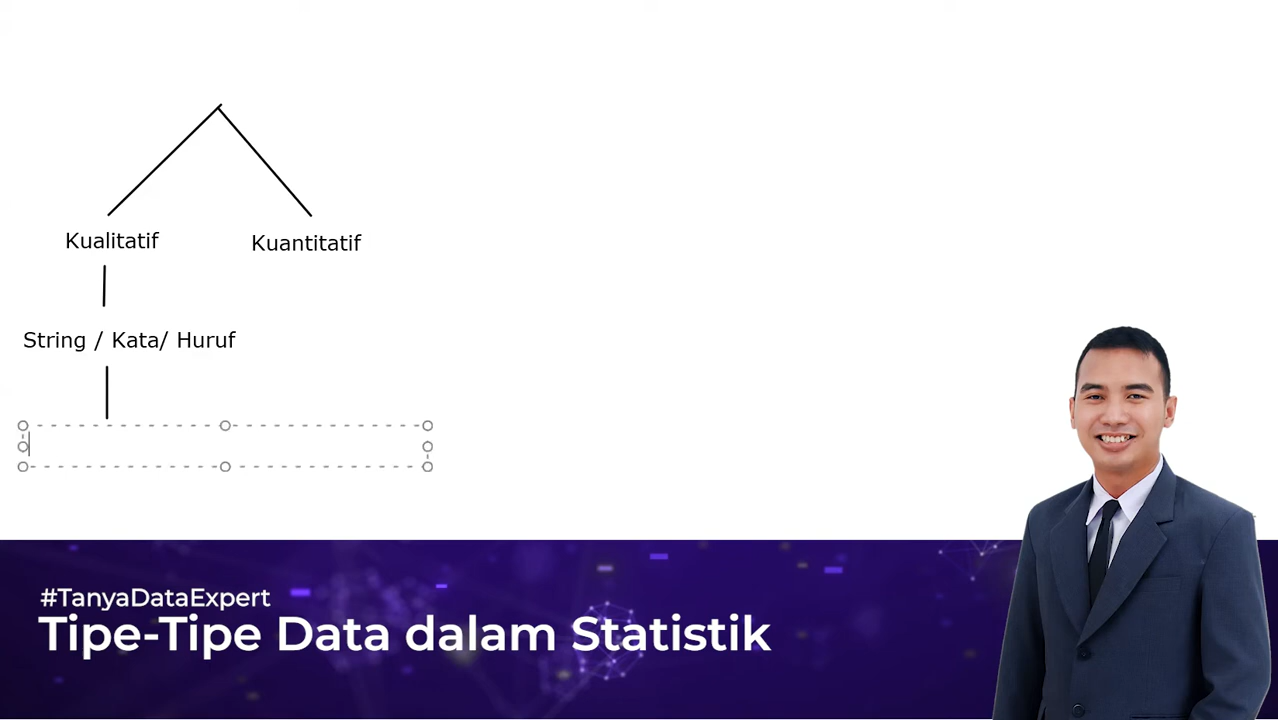 Kualitatif
Kuantitatif
String / Kata/ Huruf
#TanyaDataExpert
Tipe-Tipe Data dalam Statistik